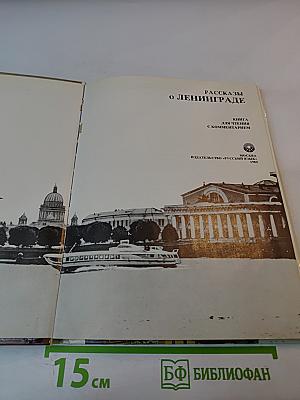 РАССКАЗЫ
о ЛЕНИНГРАДЕ
КНИГА
ДЛЯ ЧТЕНИЯ
С КОММЕНТАРИЕМ
МОСКВА
ИЗДАТЕЛЬСТВО «РУССКИЙ ЯЗЫК»
15 см
БФ БИБЛИОФАН